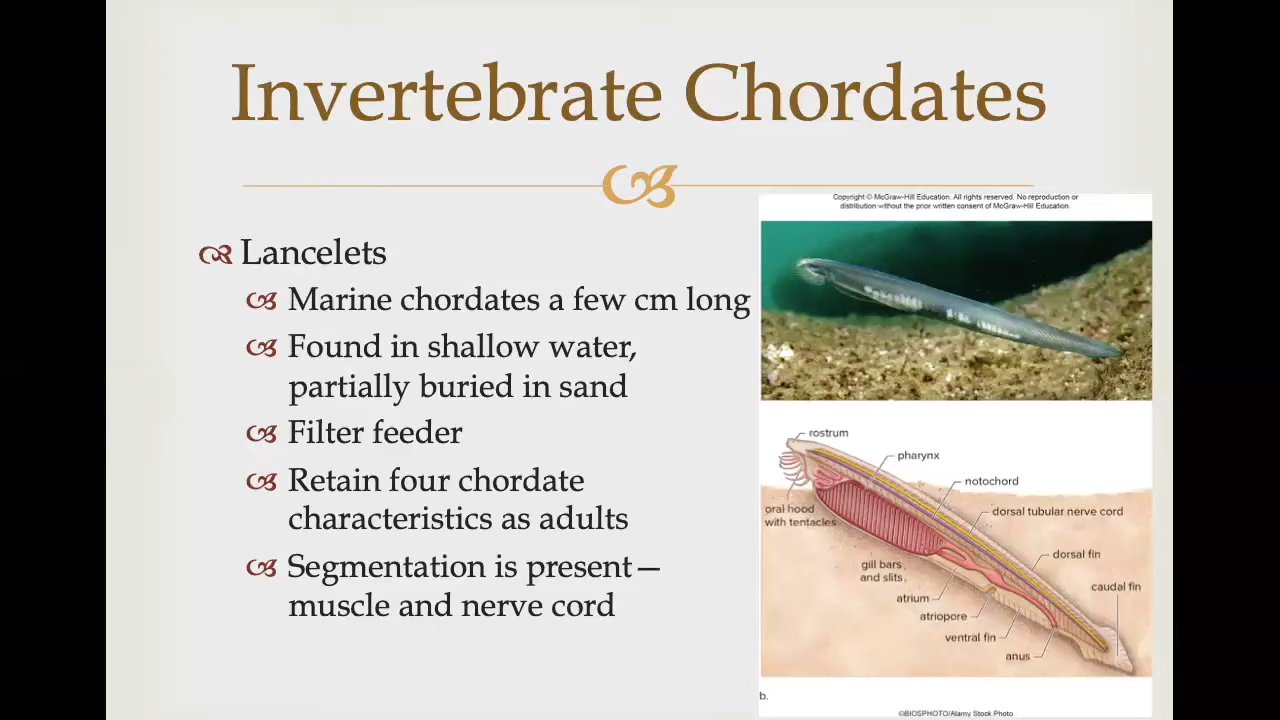 Invertebrate Chordates
Copyright © McGraw-Hill Education. All rights reserved. No reproduction or
distribution without the prior written consent of McGraw-Hill Education.
Lancelets
Marine chordates a few cm long
Found in shallow water,
partially buried in sand
Filter feeder
Retain four chordate
characteristics as adults
Segmentation is present—
muscle and nerve cord
rostrum
pharynx
notochord
oral hood
with tentacles
dorsal tubular nerve cord
dorsal fin
gill bars
and slits
caudal fin
atrium
atriopore
ventral fin
anus
b.
©BIOSPHOTO/Alamy Stock Photo